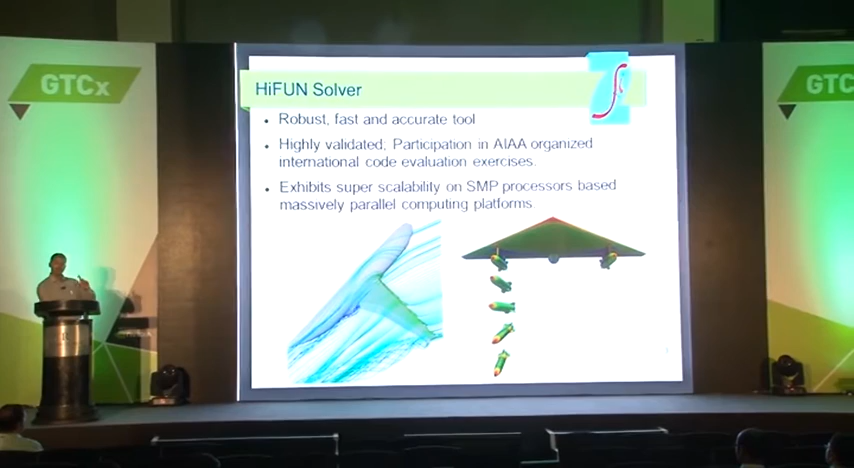 GTCx
HiFUN Solver
Robust, fast and accurate tool
Highly validated; Participation in AIAA organized
international code evaluation exercises.
Exhibits super scalability on SMP processors based
massively parallel computing platforms.
GTC